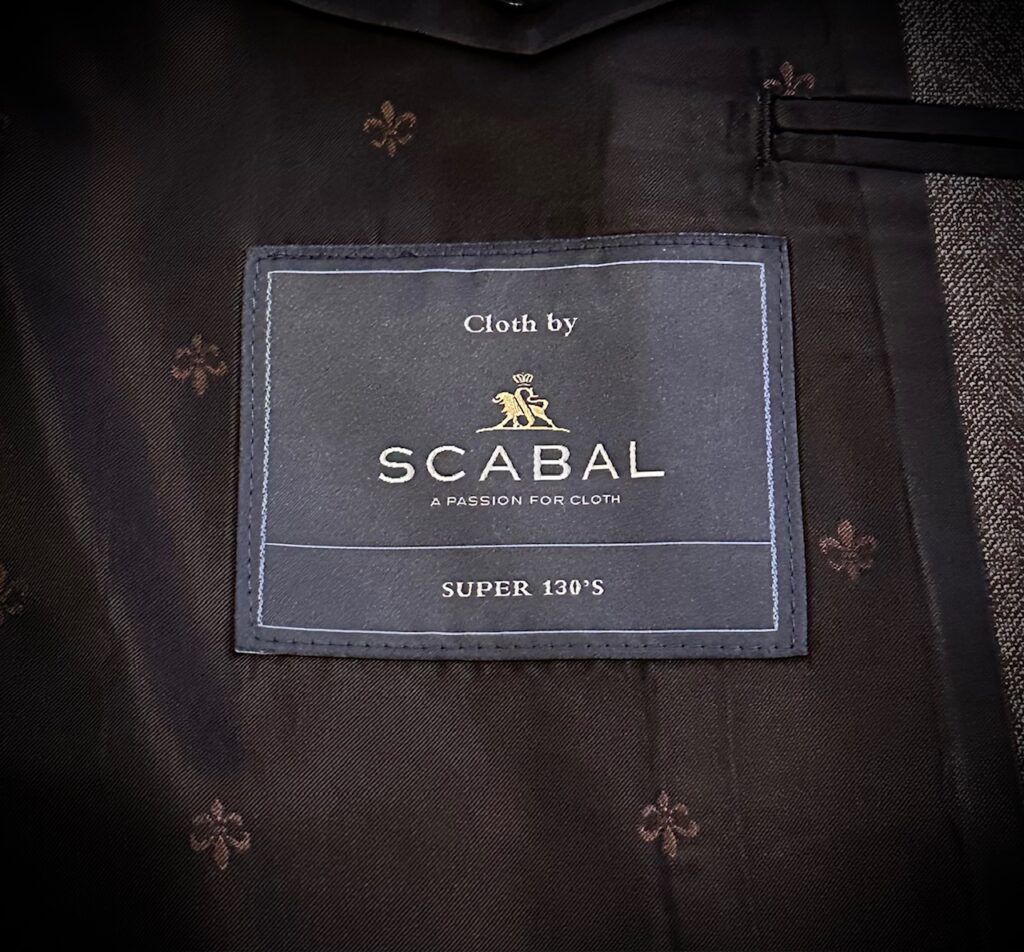 Cloth by
SCABAL
A PASSION FOR CLOTH
SUPER 130'S